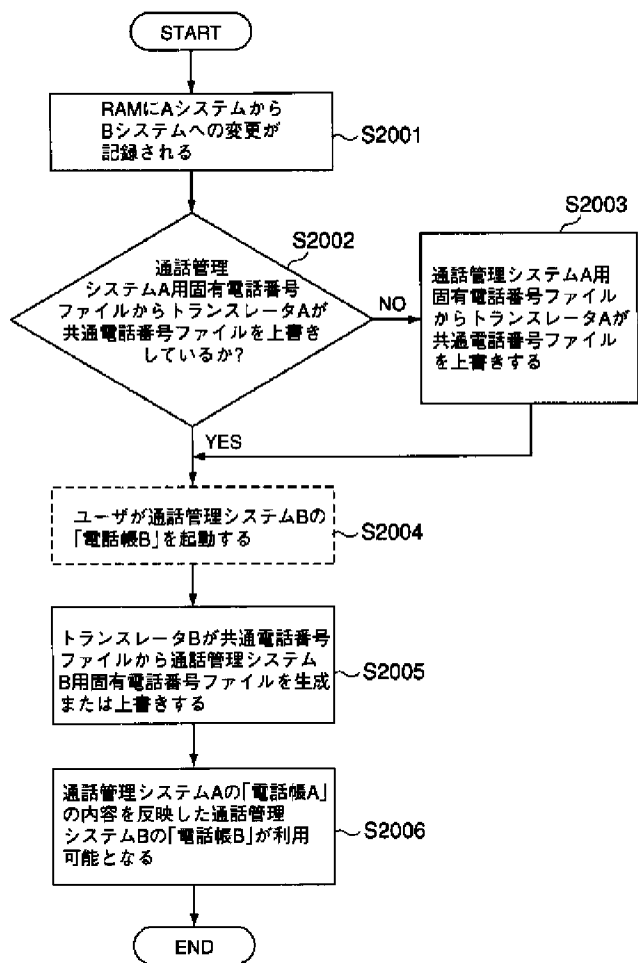 START
RAMにAシステムから
Bシステムへの変更が
記録される
S2001
S2002
通話管理
システムA用固有電話番号
ファイルからトランスレータAが
共通電話番号ファイルを上書き
しているか?
NO
S2003
通話管理システムA用
固有電話番号ファイル
からトランスレータAが
共通電話番号ファイル
を上書きする
YES
ユーザが通話管理システムBの
「電話帳B」を起動する
S2004
トランスレータBが共通電話番号
ファイルから通話管理システム
B用固有電話番号ファイルを生成
または上書きする
S2005
通話管理システムAの「電話帳A」
の内容を反映した通話管理
システムBの「電話帳B」が利用
可能となる
S2006
END